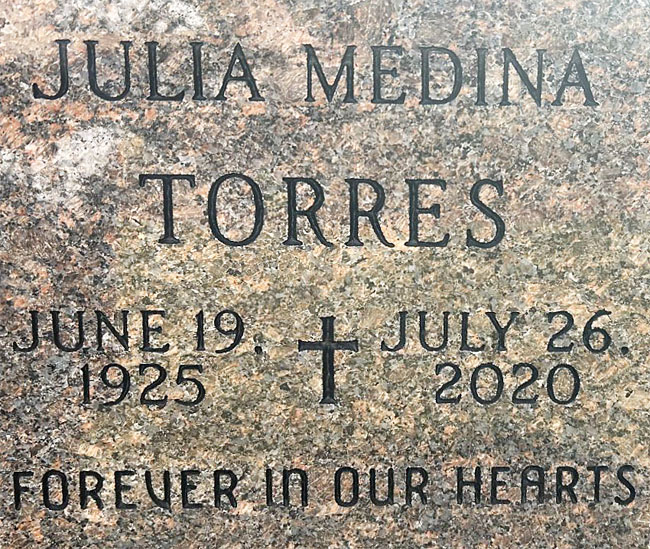 JULIA MEDINA
TORRES
JUNE 19, JULY 26,
1925 2020
FOREVER IN OUR HEARTS